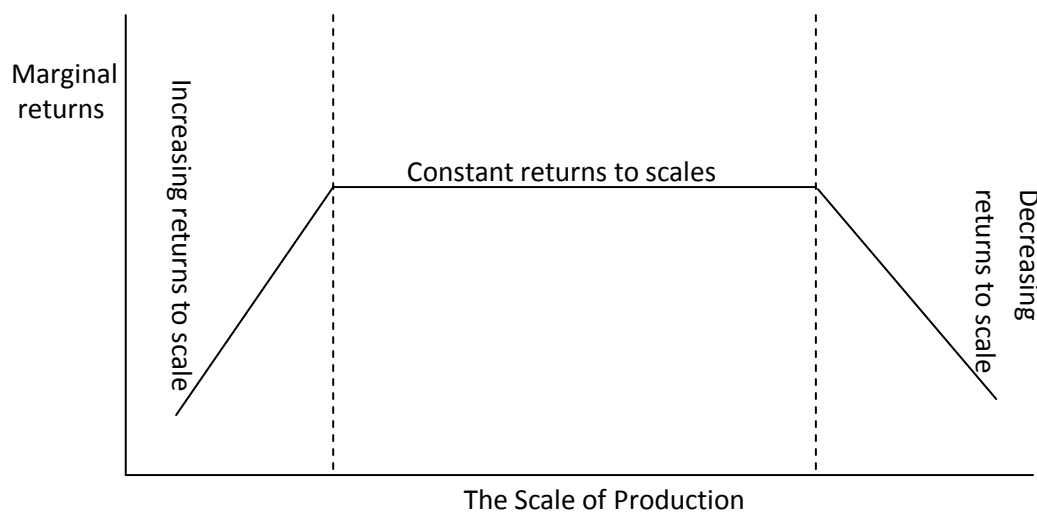 Marginal
returns
Increasing returns to scale
Constant returns to scales
Decreasing
returns to scale
The Scale of Production